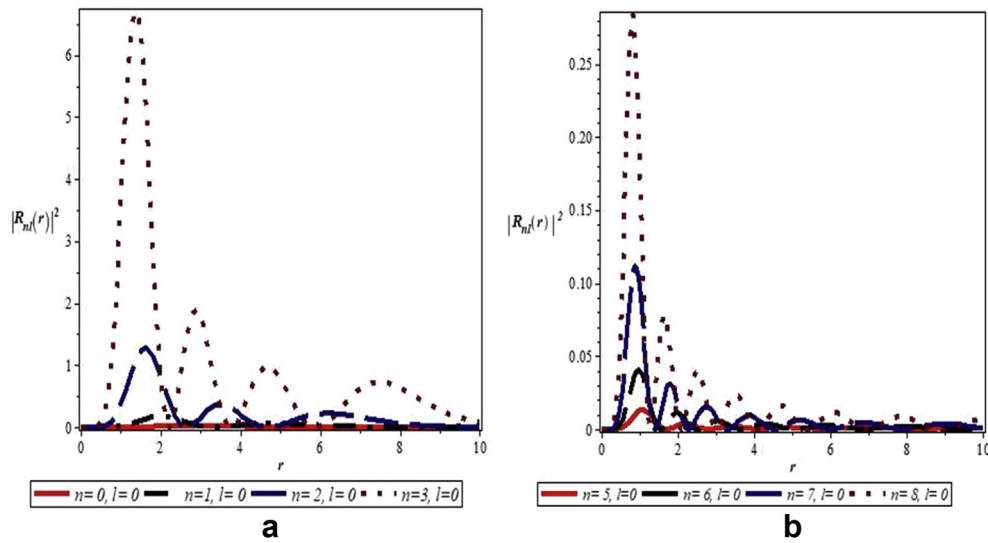 6
5
4
|R_nl(r)|^2
3
2
1
0
0 2 4 6 8 10
r
n= 0, l= 0 n=1, l= 0 n= 2, l= 0 n=3, l= 0
a
0.25
0.20
0.15
|R_nl(r)|^2
0.10
0.05
0.00
0 2 4 6 8 10
r
n= 5, l=0 n= 6, l=0 n= 7, l= 0 n= 8, l= 0
b